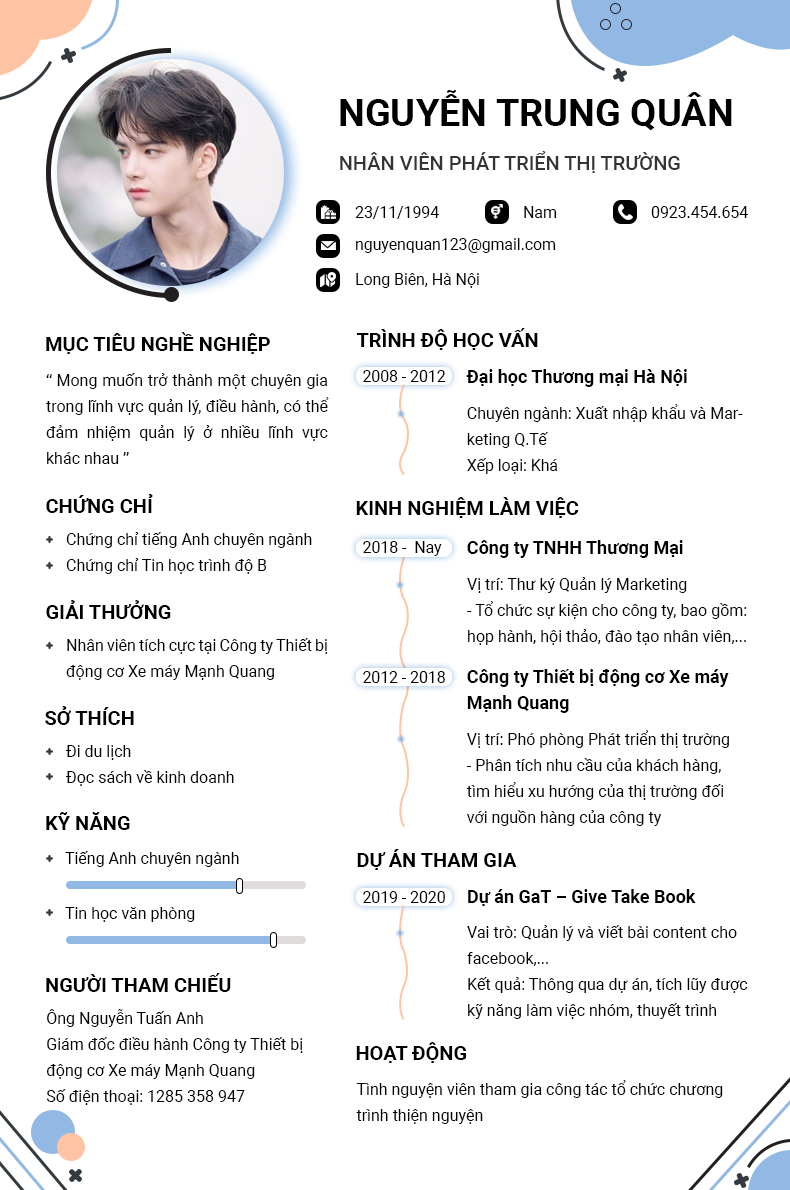 NGUYỄN TRUNG QUÂN
NHÂN VIÊN PHÁT TRIỂN THỊ TRƯỜNG
23/11/1994
Nam
0923.454.654
nguyenquan123@gmail.com
Long Biên, Hà Nội
MỤC TIÊU NGHỀ NGHIỆP
“ Mong muốn trở thành một chuyên gia
trong lĩnh vực quản lý, điều hành, có thể
đảm nhiệm quản lý ở nhiều lĩnh vực
khác nhau ”
CHỨNG CHỈ
Chứng chỉ tiếng Anh chuyên ngành
Chứng chỉ Tin học trình độ B
GIẢI THƯỞNG
Nhân viên tích cực tại Công ty Thiết bị
động cơ Xe máy Mạnh Quang
SỞ THÍCH
Đi du lịch
Đọc sách về kinh doanh
KỸ NĂNG
Tiếng Anh chuyên ngành
Tin học văn phòng
NGƯỜI THAM CHIẾU
Ông Nguyễn Tuấn Anh
Giám đốc điều hành Công ty Thiết bị
động cơ Xe máy Mạnh Quang
Số điện thoại: 1285 358 947
TRÌNH ĐỘ HỌC VẤN
2008 - 2012
Đại học Thương mại Hà Nội
Chuyên ngành: Xuất nhập khẩu và Mar-
keting Q.Tế
Xếp loại: Khá
KINH NGHIỆM LÀM VIỆC
2018 - Nay
Công ty TNHH Thương Mại
Vị trí: Thư ký Quản lý Marketing
- Tổ chức sự kiện cho công ty, bao gồm:
họp hành, hội thảo, đào tạo nhân viên,...
2012 - 2018
Công ty Thiết bị động cơ Xe máy
Mạnh Quang
Vị trí: Phó phòng Phát triển thị trường
- Phân tích nhu cầu của khách hàng,
tìm hiểu xu hướng của thị trường đối
với nguồn hàng của công ty
DỰ ÁN THAM GIA
2019 - 2020
Dự án GaT – Give Take Book
Vai trò: Quản lý và viết bài content cho
facebook,...
Kết quả: Thông qua dự án, tích lũy được
kỹ năng làm việc nhóm, thuyết trình
HOẠT ĐỘNG
Tình nguyện viên tham gia công tác tổ chức chương
trình thiện nguyện